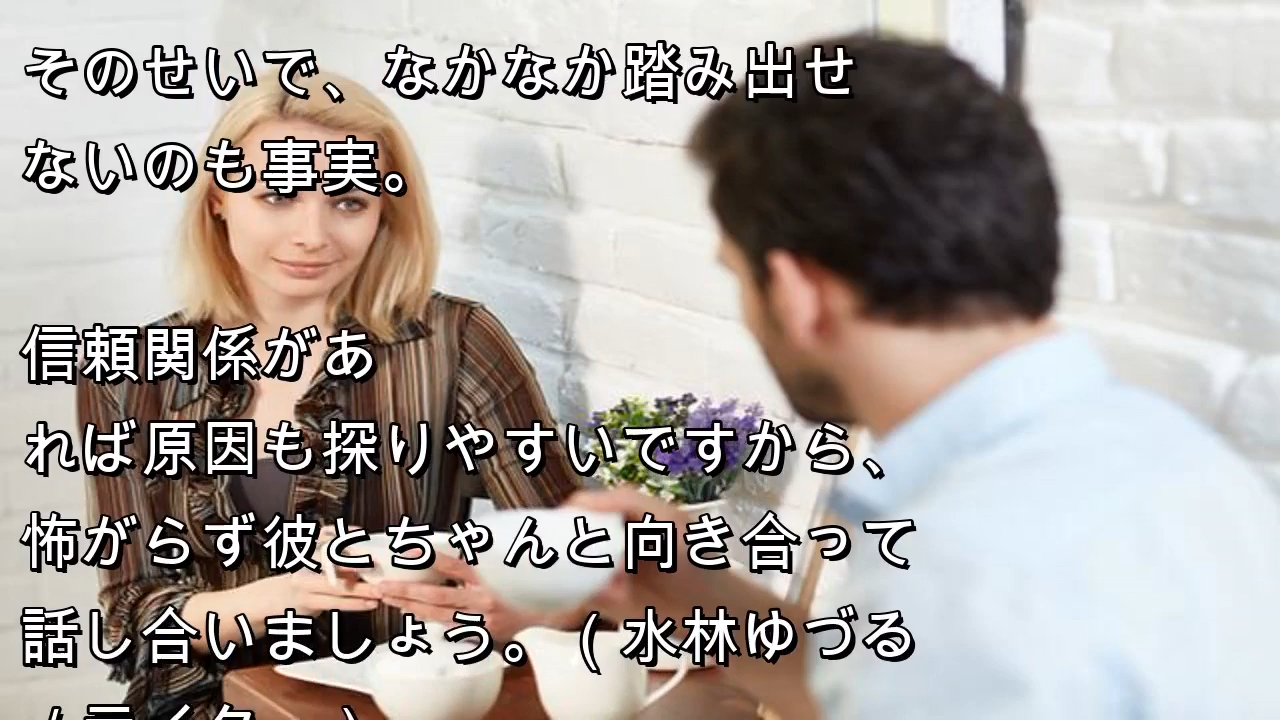 そのせいで、なかなか踏み出せ
ないのも事実。
信頼関係があ
れば原因も探りやすいですから、
怖がらず彼とちゃんと向き合って
話し合いましょう。 ( 水林ゆづる